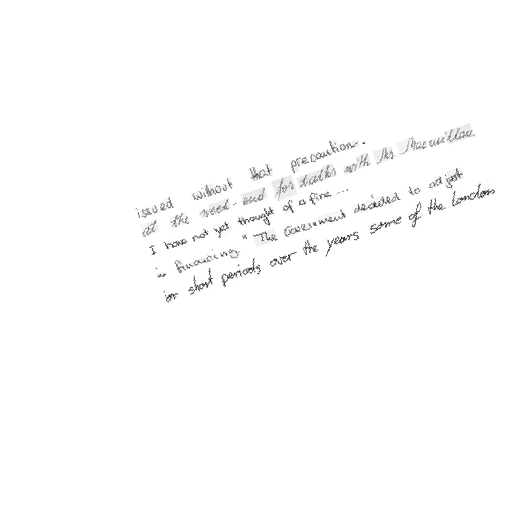 issued without that precaution.
at the week-end for talks with Mr Macmillan.
I have not yet thought of a fine ...
in financing. " The Government decided to adjust
for short periods over the years some of the London